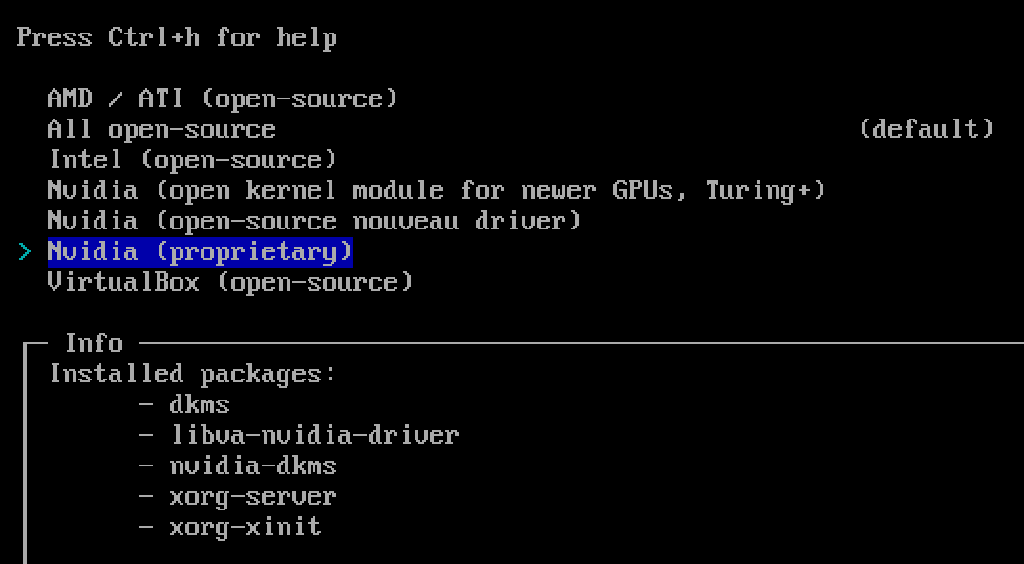 Press Ctrl+h for help
AMD / ATI (open-source)
All open-source (default)
Intel (open-source)
Nvidia (open kernel module for newer GPUs, Turing+)
Nvidia (open-source nouveau driver)
> Nvidia (proprietary)
VirtualBox (open-source)
Info
Installed packages:
- dkms
- libva-nvidia-driver
- nvidia-dkms
- xorg-server
- xorg-xinit